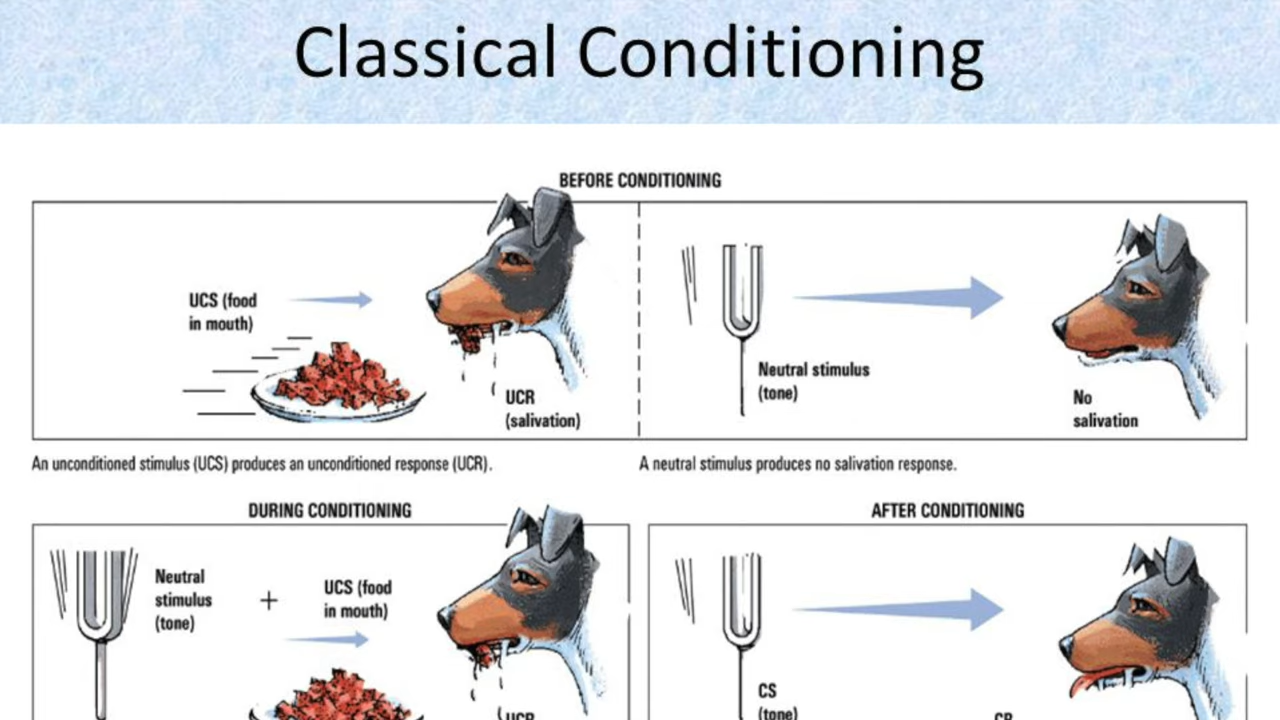 Classical Conditioning
BEFORE CONDITIONING
UCS (food
in mouth)
UCR
(salivation)
Neutral stimulus
(tone)
No
salivation
An unconditioned stimulus (UCS) produces an unconditioned response (UCR).
A neutral stimulus produces no salivation response.
DURING CONDITIONING
Neutral
stimulus
(tone)
+
UCS (food
in mouth)
UCR
AFTER CONDITIONING
CS
(tone)
CR